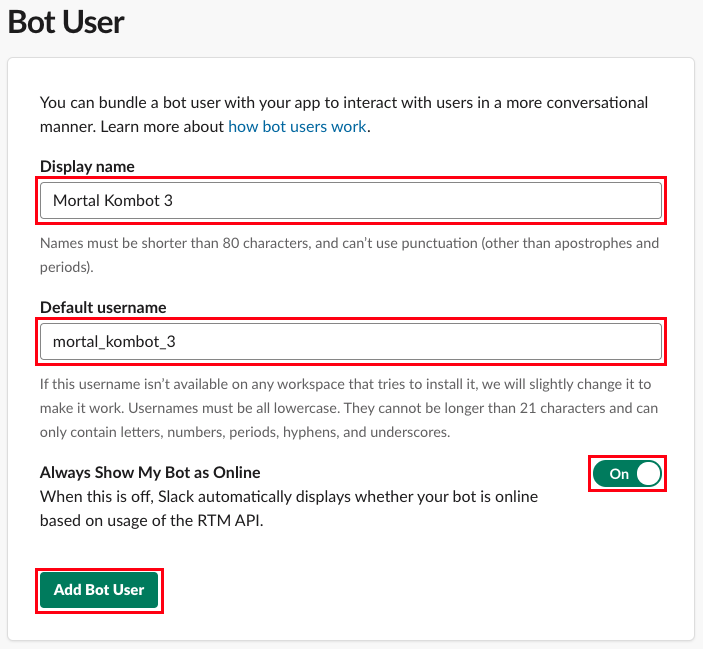 Bot User
You can bundle a bot user with your app to interact with users in a more conversational
manner. Learn more about how bot users work.
Display name
Mortal Kombot 3
Names must be shorter than 80 characters, and can't use punctuation (other than apostrophes and
periods).
Default username
mortal_kombot_3
If this username isn't available on any workspace that tries to install it, we will slightly change it to
make it work. Usernames must be all lowercase. They cannot be longer than 21 characters and can
only contain letters, numbers, periods, hyphens, and underscores.
Always Show My Bot as Online
On
When this is off, Slack automatically displays whether your bot is online
based on usage of the RTM API.
Add Bot User